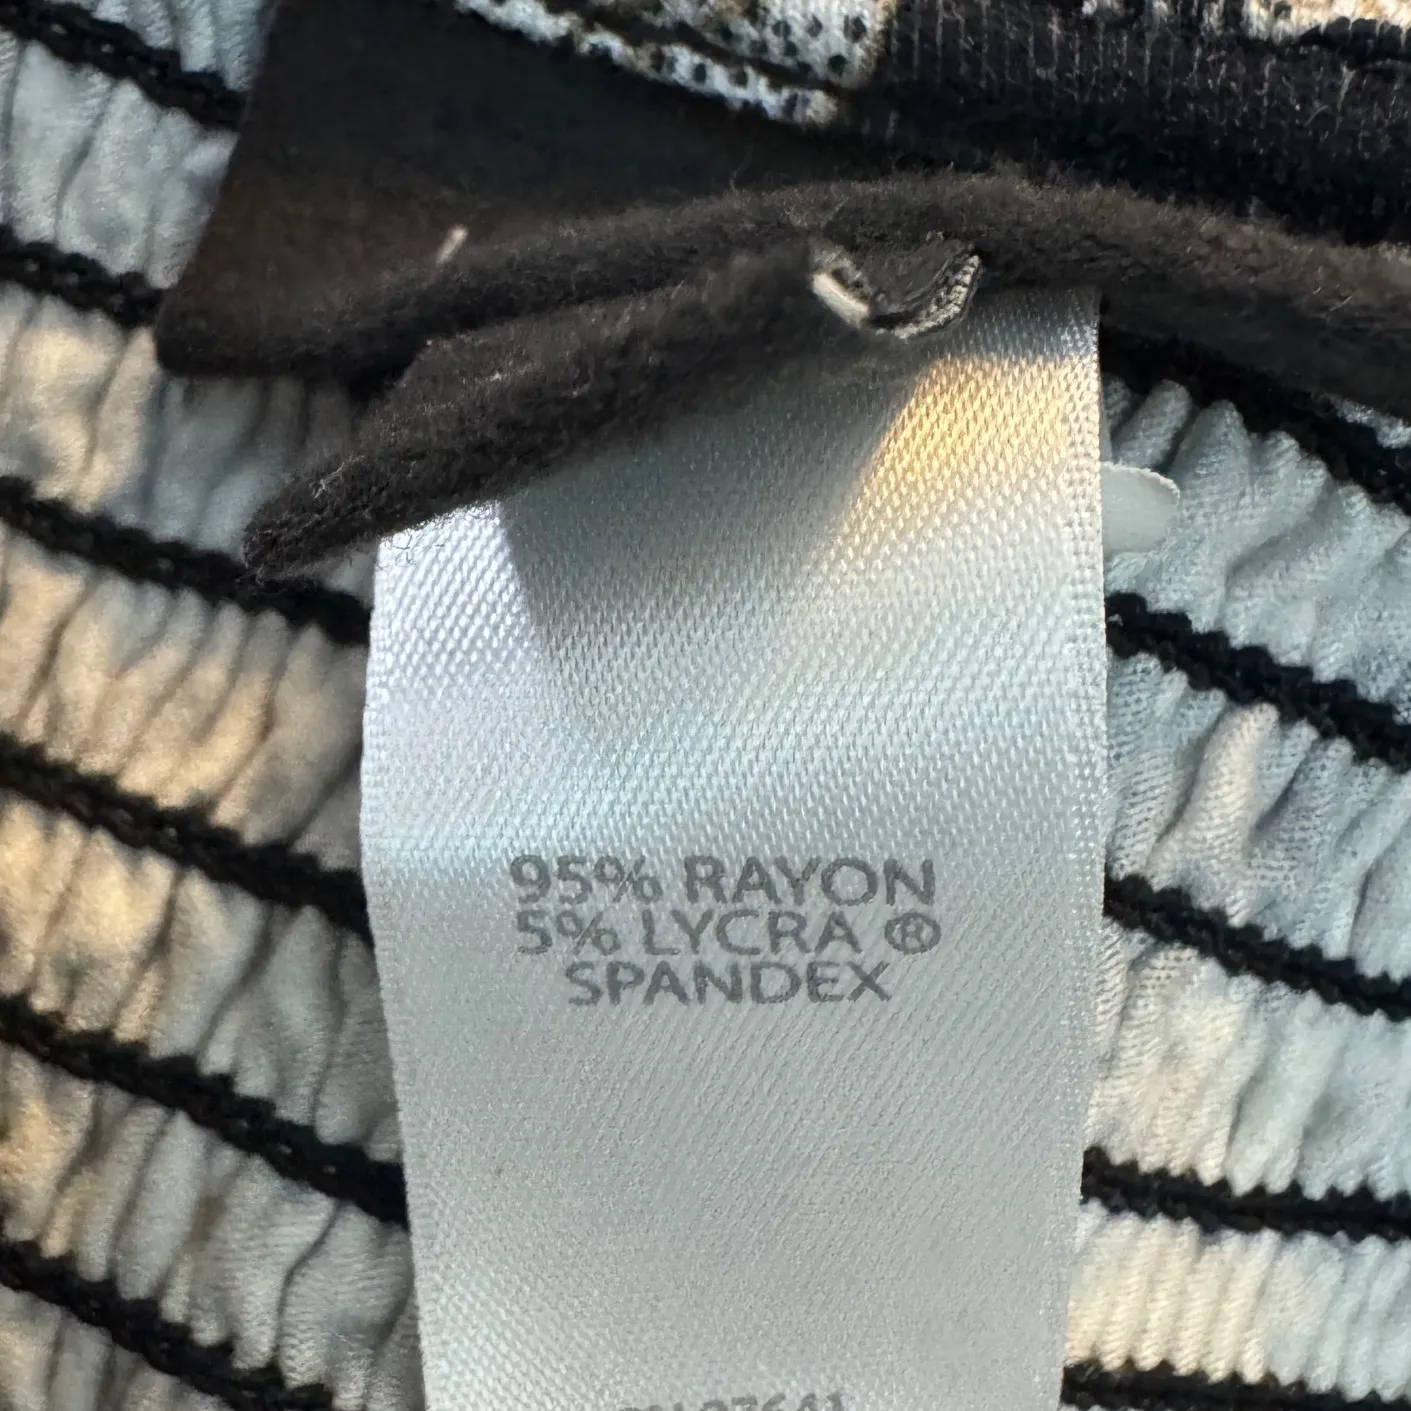 95% RAYON
5% LYCRA ®
SPANDEX